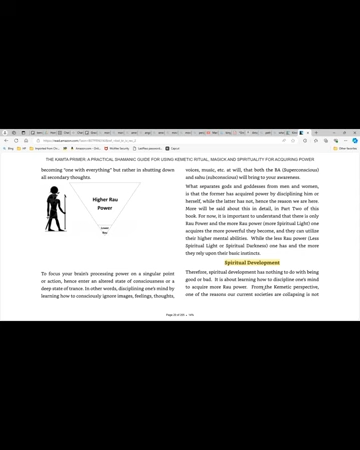 THE KAMTA PRIMER: A PRACTICAL SHAMANIC GUIDE FOR USING KEMETIC RITUAL, MAGICK AND SPIRITUALITY FOR ACQUIRING POWER
becoming "one with everything" but rather to shutting down
all secondary thoughts.
Higher Rau
Power
Lower
Rau
To focus your brain's processing power on a singular point
or action, hence enter an altered state of consciousness or a
deep state of trance. In other words, disciplining one's mind by
learning how to consciously ignore images, feelings, thoughts,
voices, music, etc. at will, that both the BA (Superconscious)
and sahu (subconscious) will bring to your awareness.
What separates gods and goddesses from men and women,
is that the former has acquired power by disciplining him or
herself, while the latter has not, hence the reason we are here.
More will be said about this in detail, in Part Two of this
book. For now, it is important to understand that there is only
Rau Power and the more Rau power (more Spiritual Light) one
acquires the more powerful they become, and they can utilize
their higher mental abilities. While the less Rau power (Less
Spiritual Light or Spiritual Darkness) one has and the more
they rely upon their basic instincts.
Spiritual Development
Therefore, spiritual development has nothing to do with being
good or bad. It is about learning how to discipline one's mind
to acquire more Rau Power. From the Kemetic perspective,
one of the reasons our current societies are collapsing is not